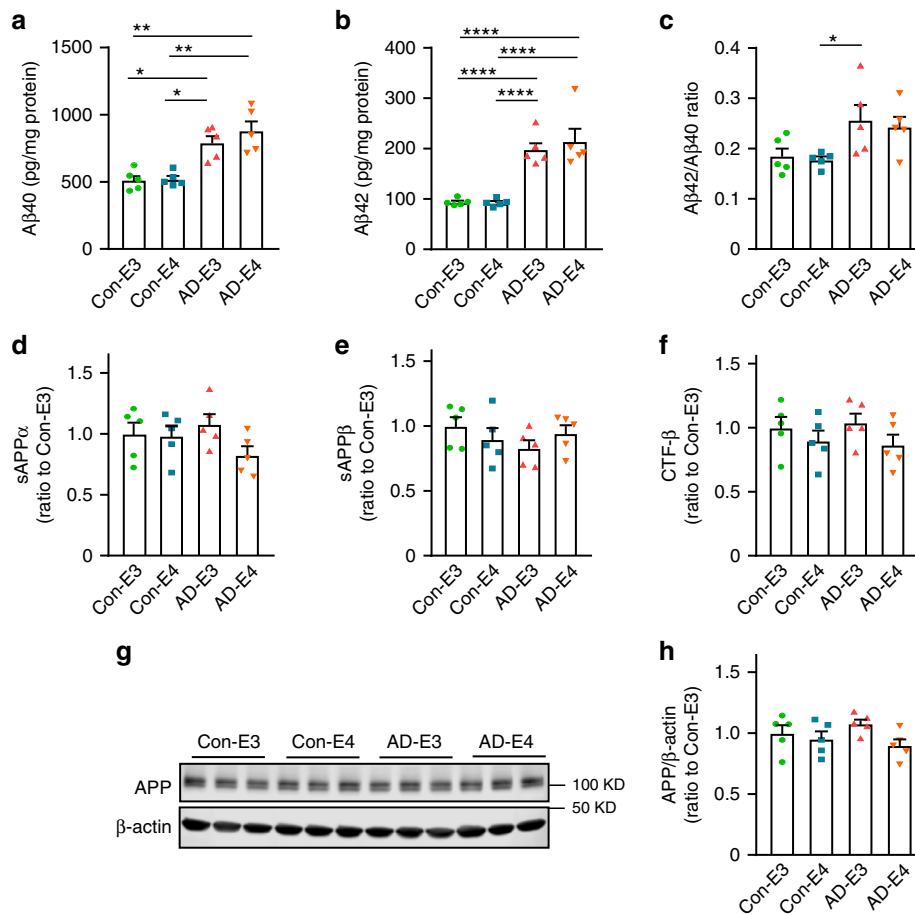 a
**
**
*
*
1500
1000
500
0
Aβ40 (pg/mg protein)
Con-E3
Con-E4
AD-E3
AD-E4
b
****
****
****
****
400
300
200
100
0
Aβ42 (pg/mg protein)
Con-E3
Con-E4
AD-E3
AD-E4
c
*
0.4
0.3
0.2
0.1
0
Aβ42/Aβ40 ratio
Con-E3
Con-E4
AD-E3
AD-E4
d
1.5
1.0
0.5
0
sAPPα
(ratio to Con-E3)
Con-E3
Con-E4
AD-E3
AD-E4
e
1.5
1.0
0.5
0
sAPPβ
(ratio to Con-E3)
Con-E3
Con-E4
AD-E3
AD-E4
f
1.5
1.0
0.5
0
CTF-β
(ratio to Con-E3)
Con-E3
Con-E4
AD-E3
AD-E4
g
Con-E3 Con-E4 AD-E3 AD-E4
APP
100 KD
50 KD
β-actin
h
1.5
1.0
0.5
0
APP/β-actin
(ratio to Con-E3)
Con-E3
Con-E4
AD-E3
AD-E4